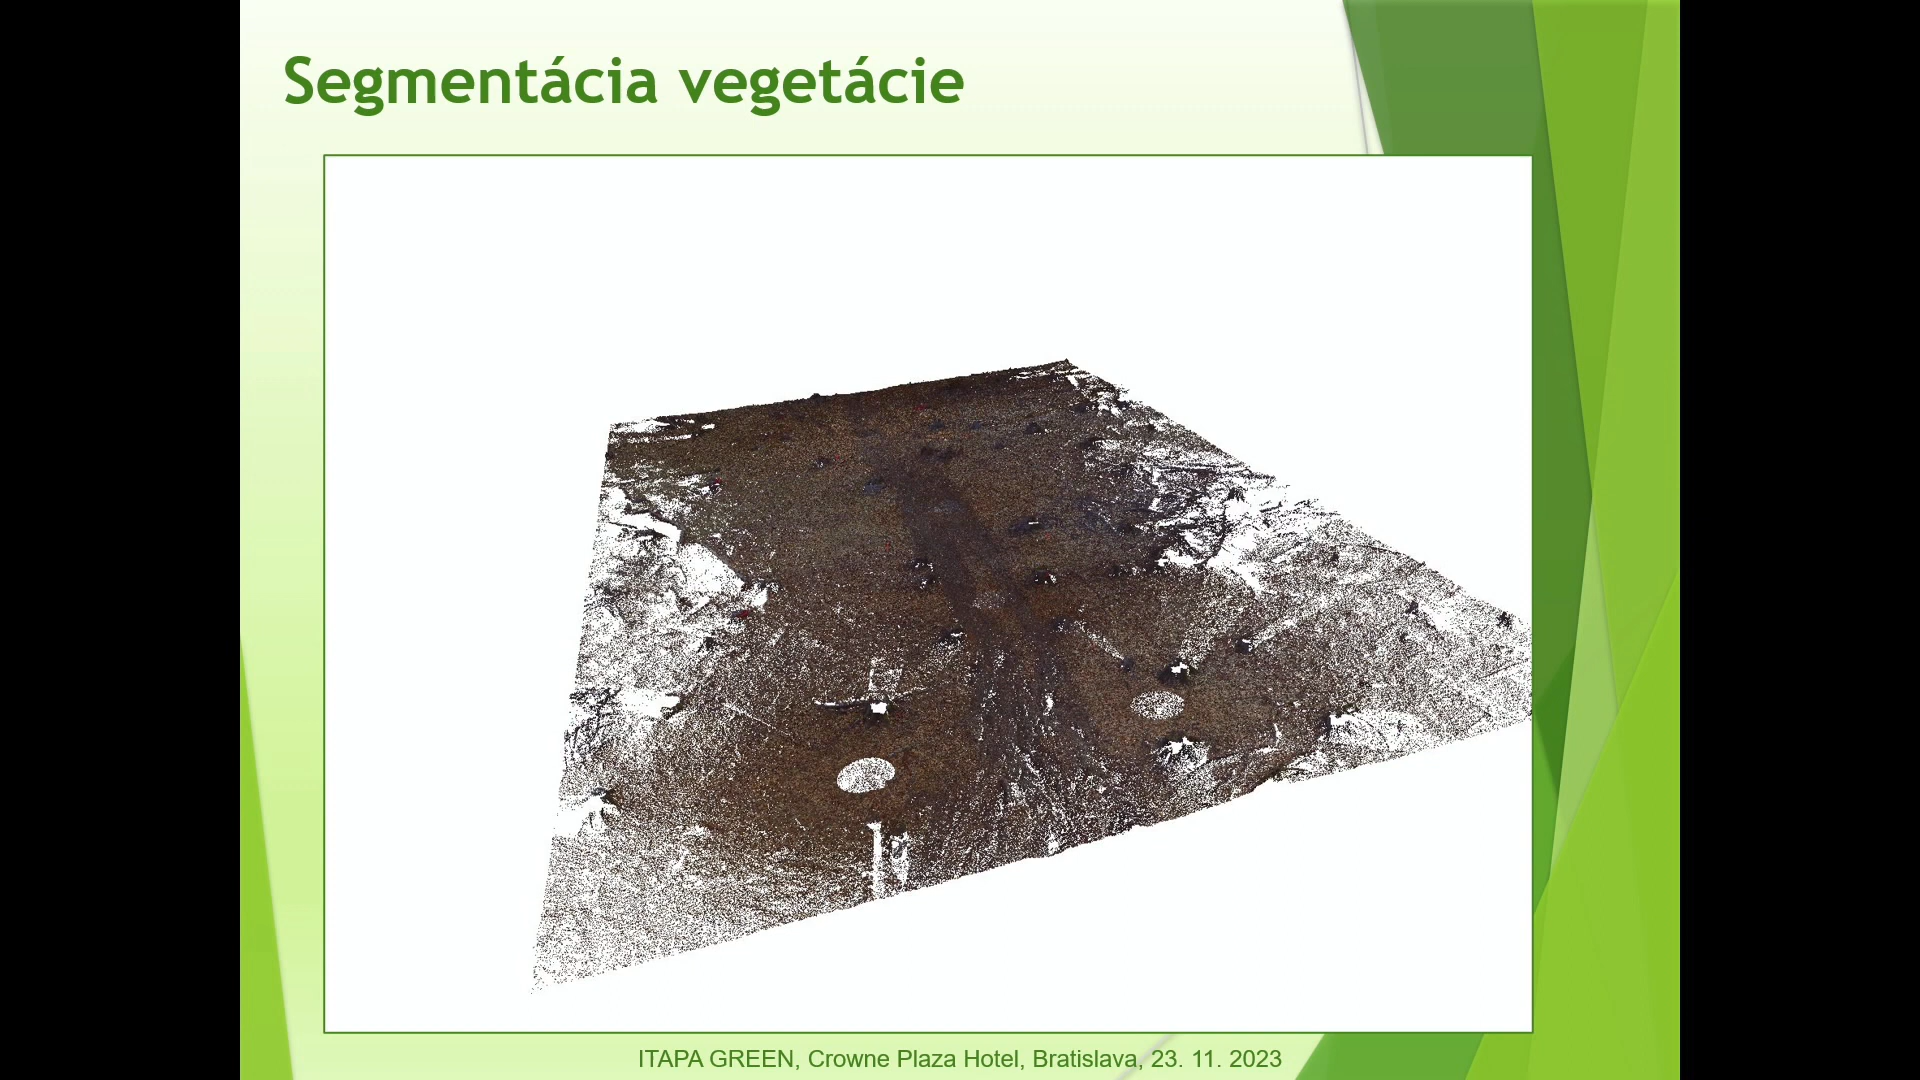 Segmentácia vegetácie
ITAPA GREEN, Crowne Plaza Hotel, Bratislava, 23. 11. 2023